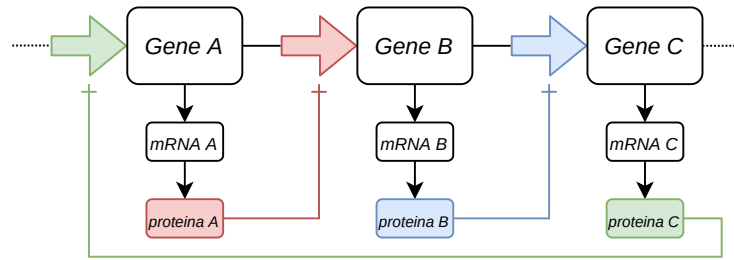 Gene A
Gene B
Gene C
mRNA A
mRNA B
mRNA C
proteina A
proteina B
proteina C